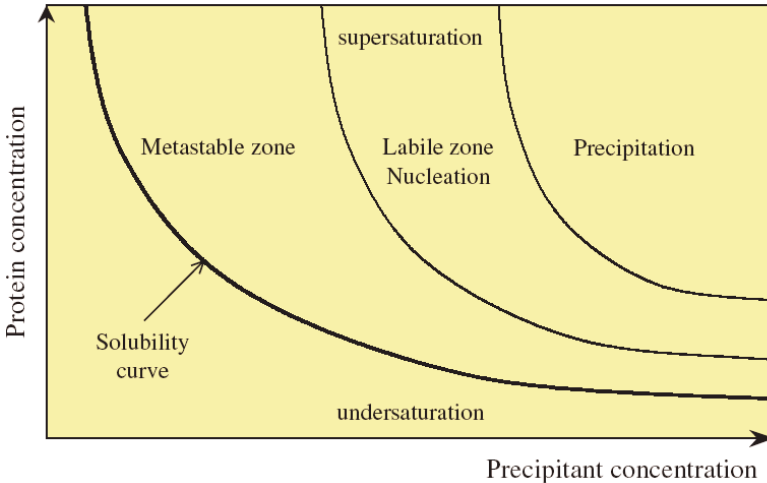 supersaturation
Metastable zone
Labile zone
Nucleation
Precipitation
Protein concentration
Solubility
curve
undersaturation
Precipitant concentration